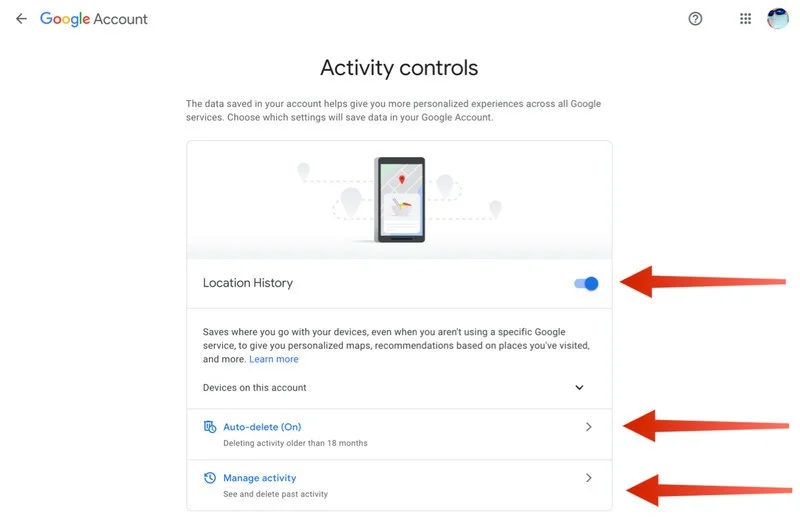 Google Account
Activity controls
The data saved in your account helps give you more personalized experiences across all Google
services. Choose which settings will save data in your Google Account.
Location History
Saves where you go with your devices, even when you aren't using a specific Google
service, to give you personalized maps, recommendations based on places you've visited,
and more. Learn more
Devices on this account
Auto-delete (On)
Deleting activity older than 18 months
Manage activity
See and delete past activity